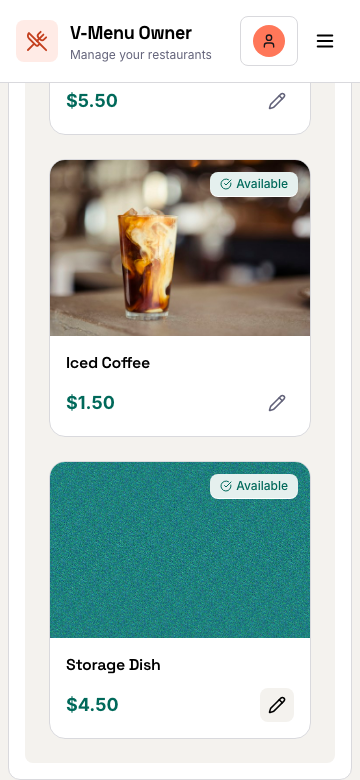 V-Menu Owner
Manage your restaurants
$5.50
Available
Iced Coffee
$1.50
Available
Storage Dish
$4.50